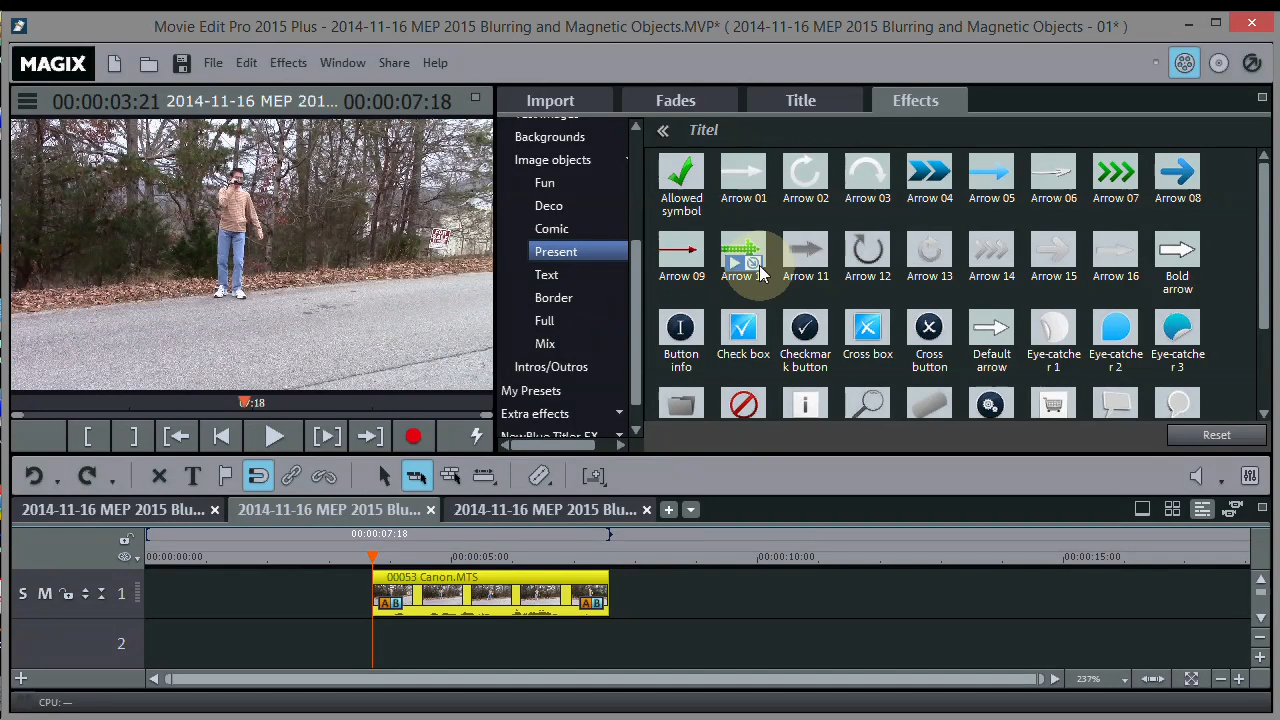 Movie Edit Pro 2015 Plus - 2014-11-16 MEP 2015 Blurring and Magnetic Objects.MVP* ( 2014-11-16 MEP 2015 Blurring and Magnetic Objects - 01* )
MAGIX File Edit Effects Window Share Help
00:00:03:21 2014-11-16 MEP 201... 00:00:07:18
Import Fades Title Effects
Titel
Backgrounds
Image objects
Fun
Deco
Comic
Present
Text
Border
Full
Mix
Intros/Outros
My Presets
Extra effects
NewBlue Titler EX
Allowed symbol
Arrow 01
Arrow 02
Arrow 03
Arrow 04
Arrow 05
Arrow 06
Arrow 07
Arrow 08
Arrow 09
Arrow 1
Arrow 11
Arrow 12
Arrow 13
Arrow 14
Arrow 15
Arrow 16
Bold arrow
Button info
Check box
Checkmark button
Cross box
Cross button
Default arrow
Eye-catcher 1
Eye-catcher 2
Eye-catcher 3
07:18
Reset
2014-11-16 MEP 2015 Blu... 2014-11-16 MEP 2015 Blu... 2014-11-16 MEP 2015 Blu...
00:00:07:18
00:00:00:00 00:00:05:00 00:00:10:00 00:00:15:00
00053 Canon.MTS
S M 1
A B A B
2
237%
CPU: —